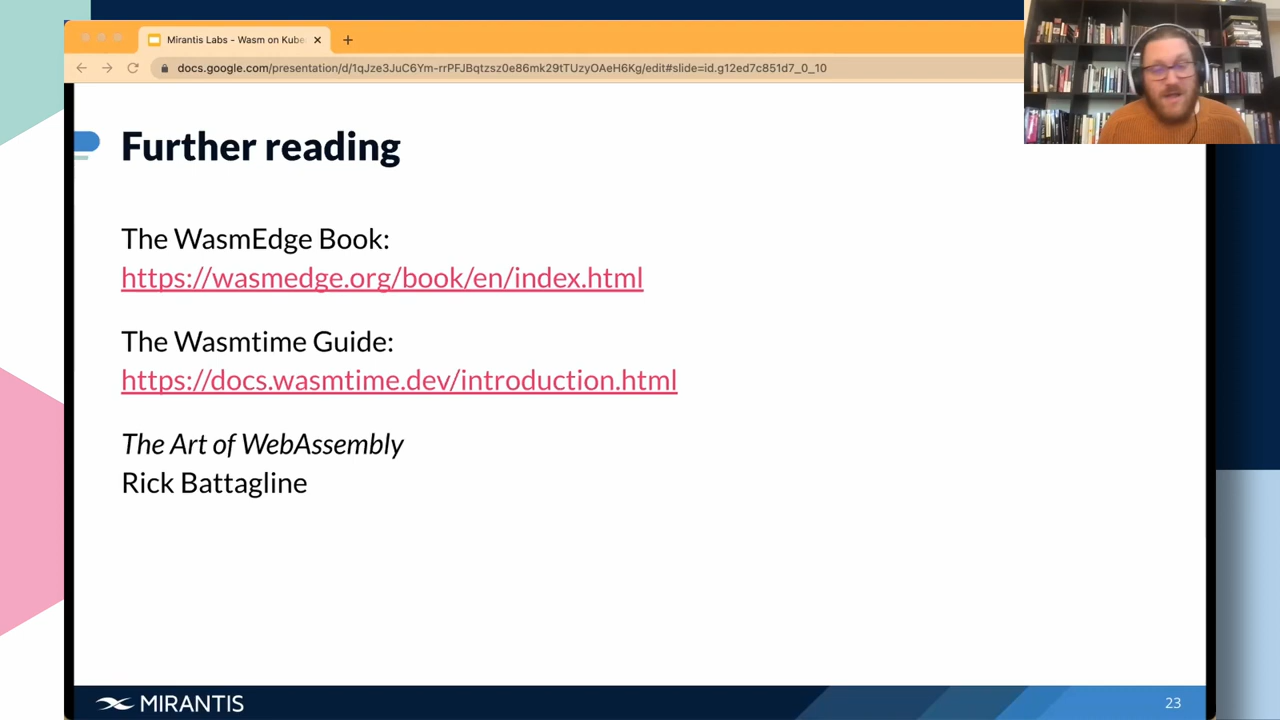 Mirantis Labs - Wasm on Kube
docs.google.com/presentation/d/1qJze3JuC6Ym-rrPFJBqtzsz0e86mk29tTUzyOAeH6Kg/edit#slide=id.g12ed7c851d7_0_10
Further reading
The WasmEdge Book:
https://wasmedge.org/book/en/index.html
The Wasmtime Guide:
https://docs.wasmtime.dev/introduction.html
The Art of WebAssembly
Rick Battagline
MIRANTIS
23